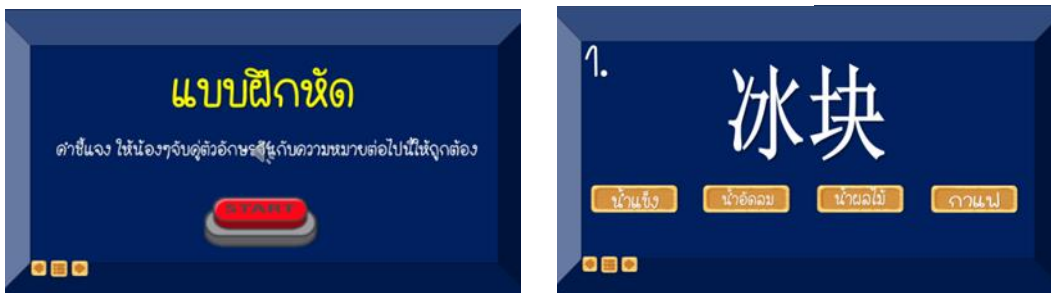 แบบฝึกหัด
คำชี้แจง ให้น้องๆจับคู่ตัวอักษรจีนกับความหมายต่อไปนี้ให้ถูกต้อง
START
1.
冰块
น้ำแข็ง น้ำอัดลม น้ำผลไม้ กาแฟ